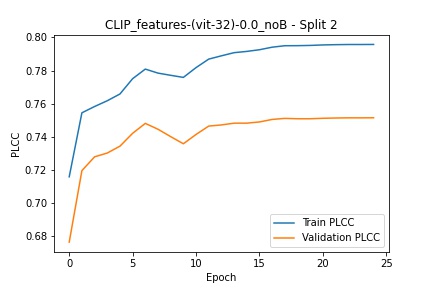 CLIP_features-(vit-32)-0.0_noB - Split 2
0.80
0.78
0.76
0.74
0.72
0.70
0.68
PLCC
Train PLCC
Validation PLCC
0 5 10 15 20 25
Epoch